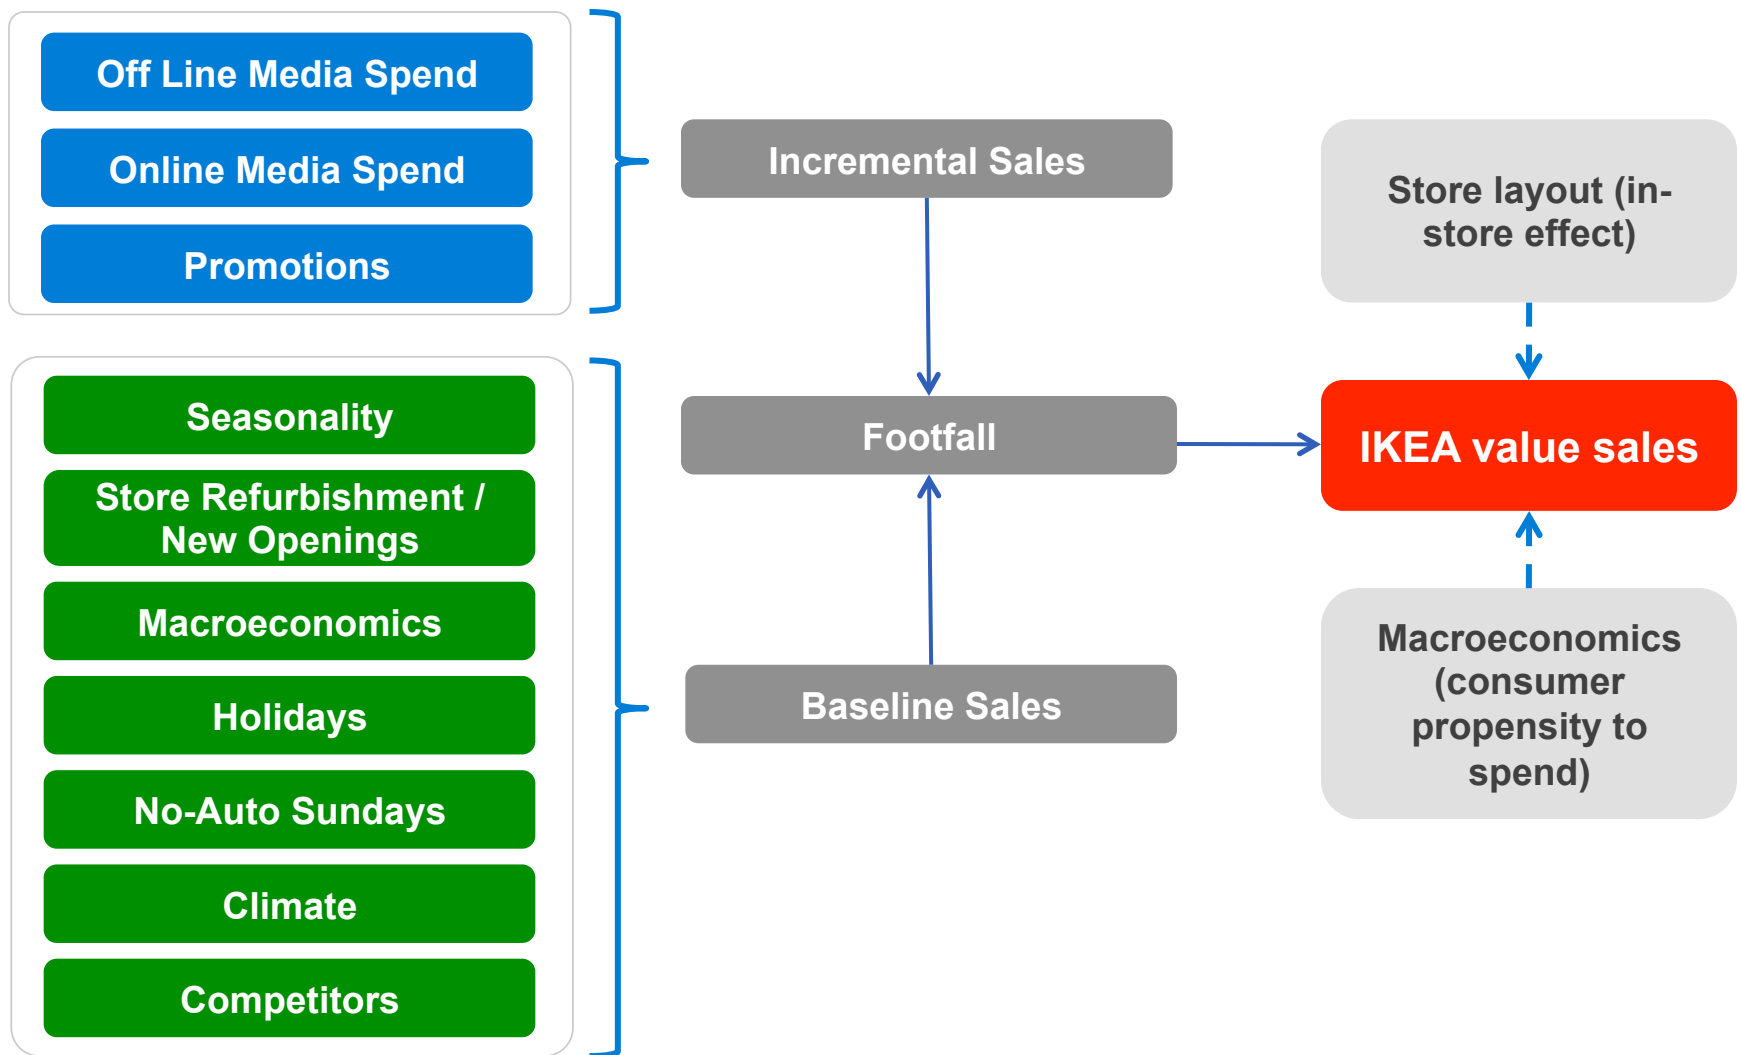 Off Line Media Spend
Online Media Spend
Promotions
Seasonality
Store Refurbishment /
New Openings
Macroeconomics
Holidays
No-Auto Sundays
Climate
Competitors
Incremental Sales
Footfall
Baseline Sales
Store layout (in-
store effect)
IKEA value sales
Macroeconomics
(consumer
propensity to
spend)